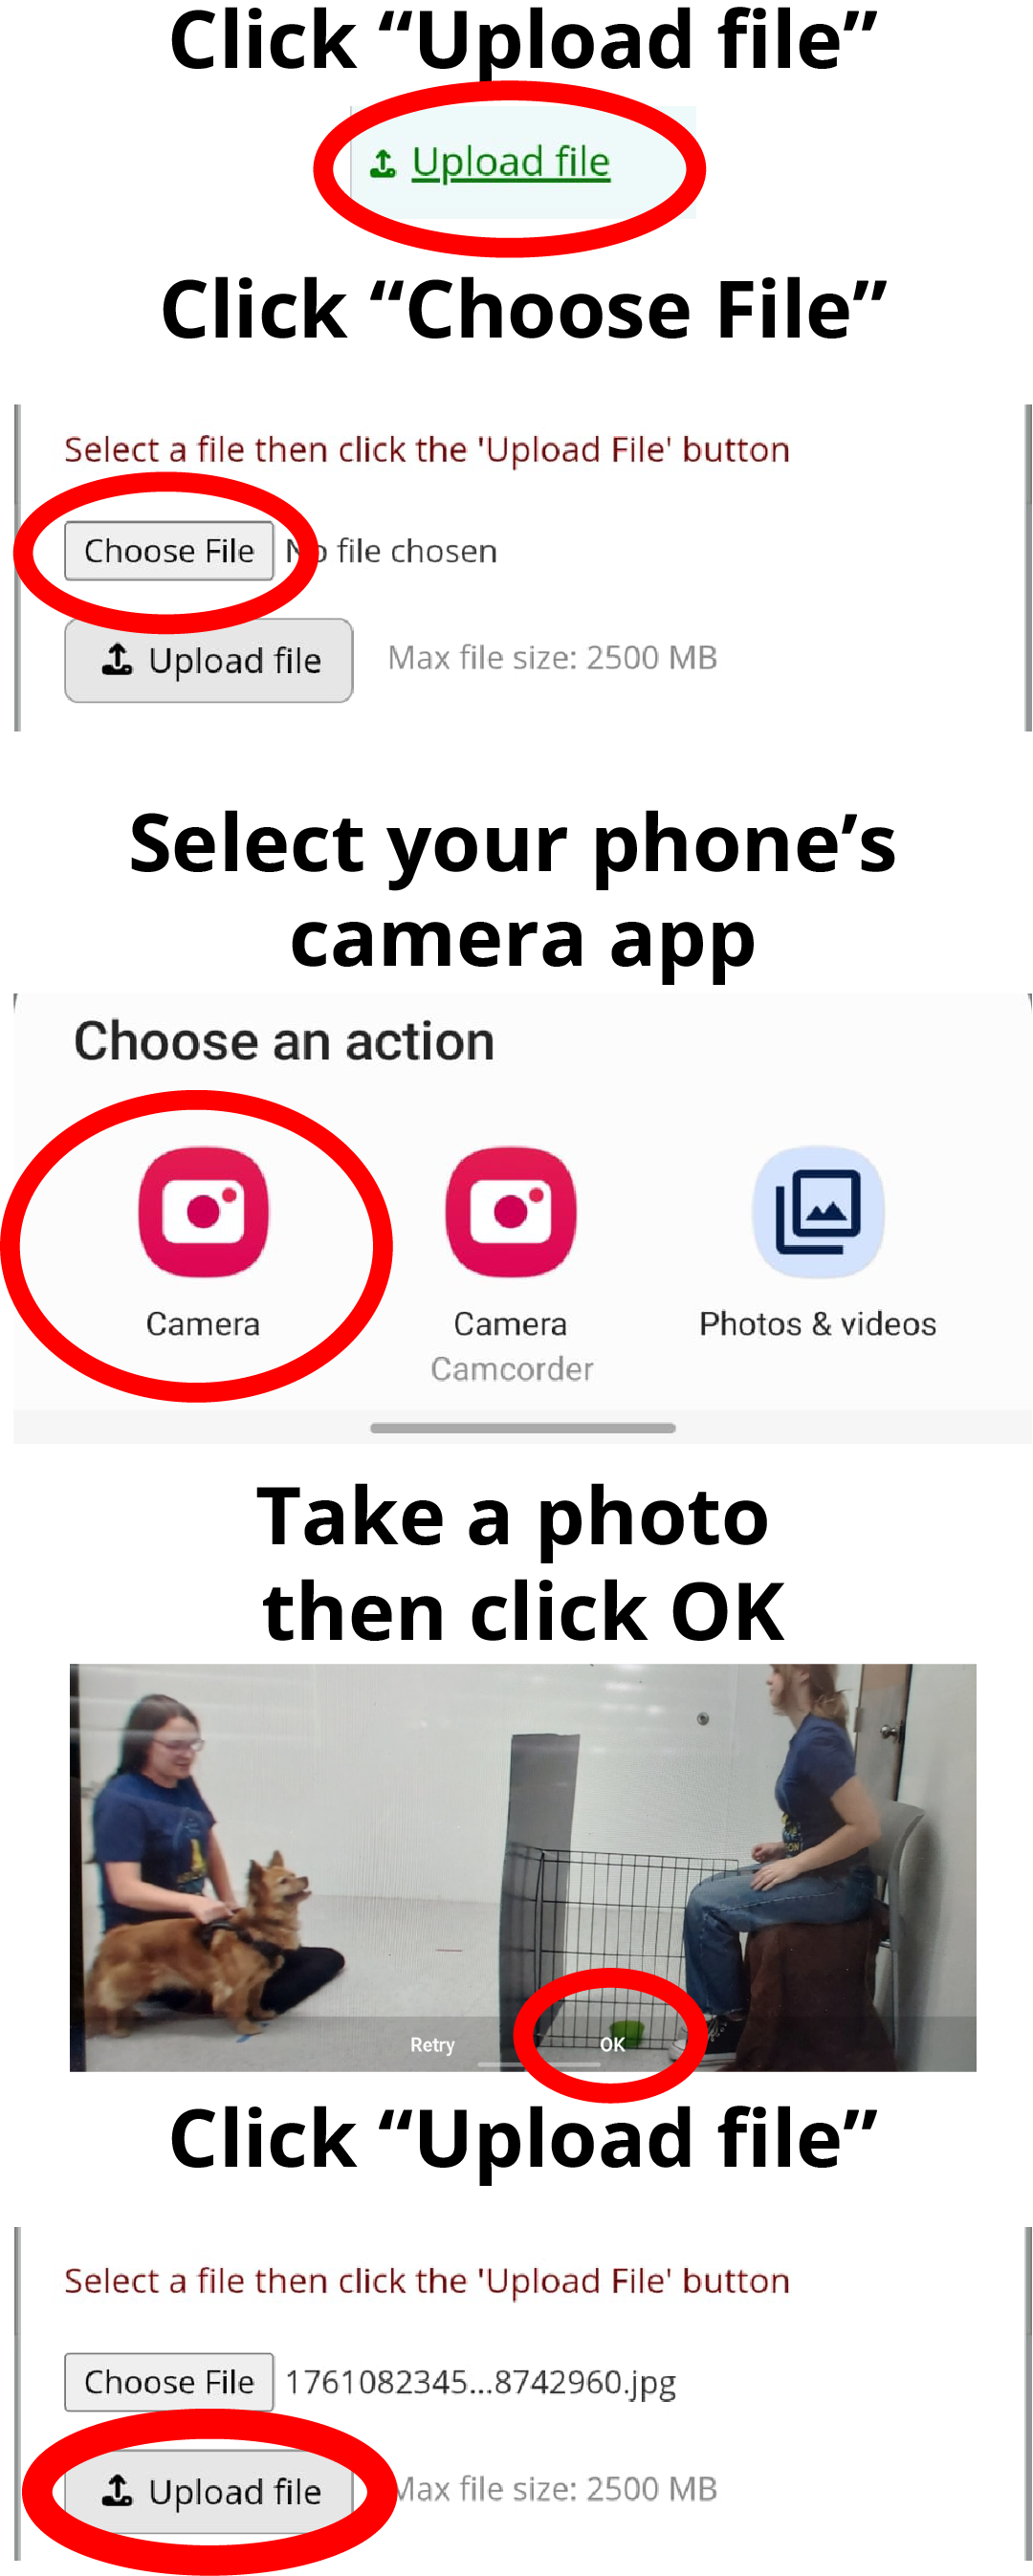 Click “Upload file”
Upload file
Click “Choose File”
Select a file then click the 'Upload File' button
Choose File No file chosen
Upload file Max file size: 2500 MB
Select your phone’s
camera app
Choose an action
Camera Camera Photos & videos
Camcorder
Take a photo
then click OK
Retry OK
Click “Upload file”
Select a file then click the 'Upload File' button
Choose File 1761082345...8742960.jpg
Upload file Max file size: 2500 MB